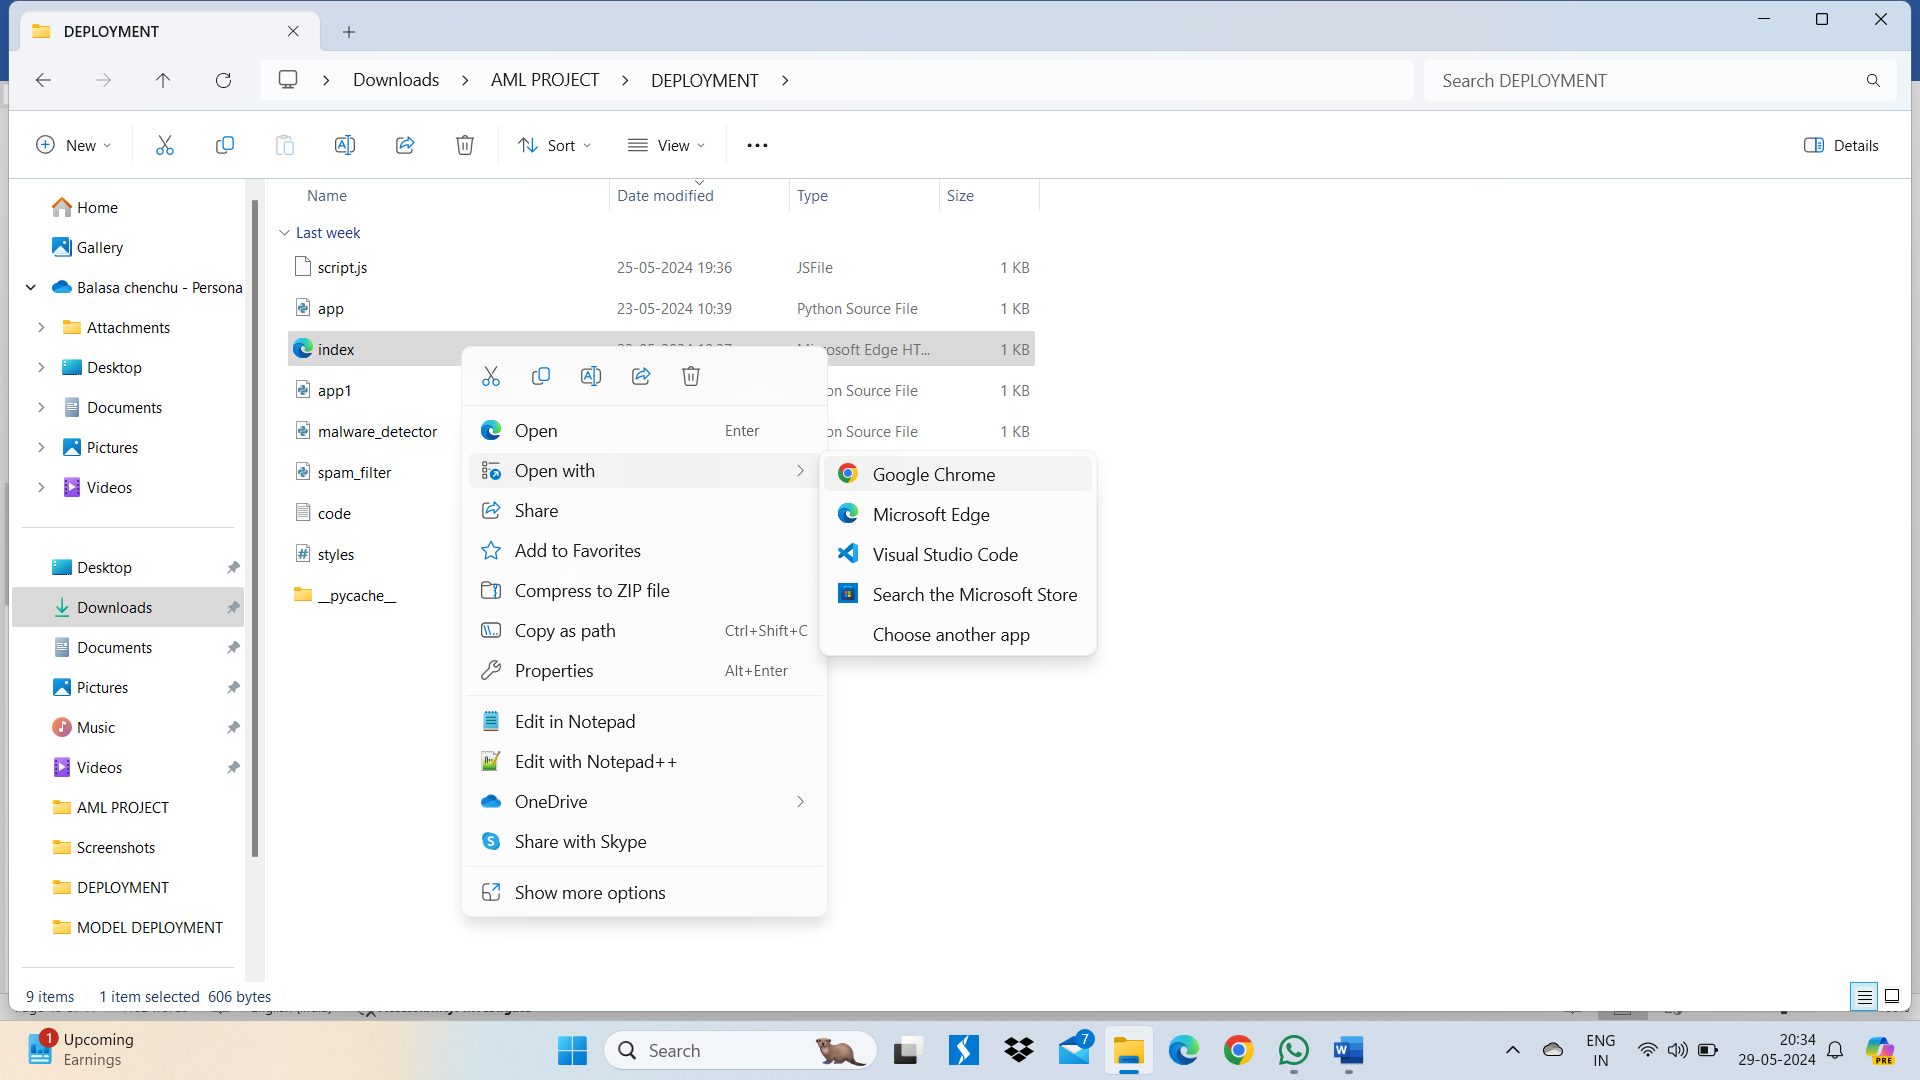 DEPLOYMENT
Downloads > AML PROJECT > DEPLOYMENT >
Search DEPLOYMENT
New
Sort
View
Details
Home
Gallery
Balasa chenchu - Persona
Attachments
Desktop
Documents
Pictures
Videos
Desktop
Downloads
Documents
Pictures
Music
Videos
AML PROJECT
Screenshots
DEPLOYMENT
MODEL DEPLOYMENT
Name Date modified Type Size
Last week
script.js 25-05-2024 19:36 JSFile 1 KB
app 23-05-2024 10:39 Python Source File 1 KB
index Microsoft Edge HT... 1 KB
app1 on Source File 1 KB
malware_detector on Source File 1 KB
spam_filter
code
styles
__pycache__
Open Enter
Open with
Share
Add to Favorites
Compress to ZIP file
Copy as path Ctrl+Shift+C
Properties Alt+Enter
Edit in Notepad
Edit with Notepad++
OneDrive
Share with Skype
Show more options
Google Chrome
Microsoft Edge
Visual Studio Code
Search the Microsoft Store
Choose another app
9 items 1 item selected 606 bytes
1
Upcoming
Earnings
Search
7
ENG
IN
20:34
29-05-2024
PRE